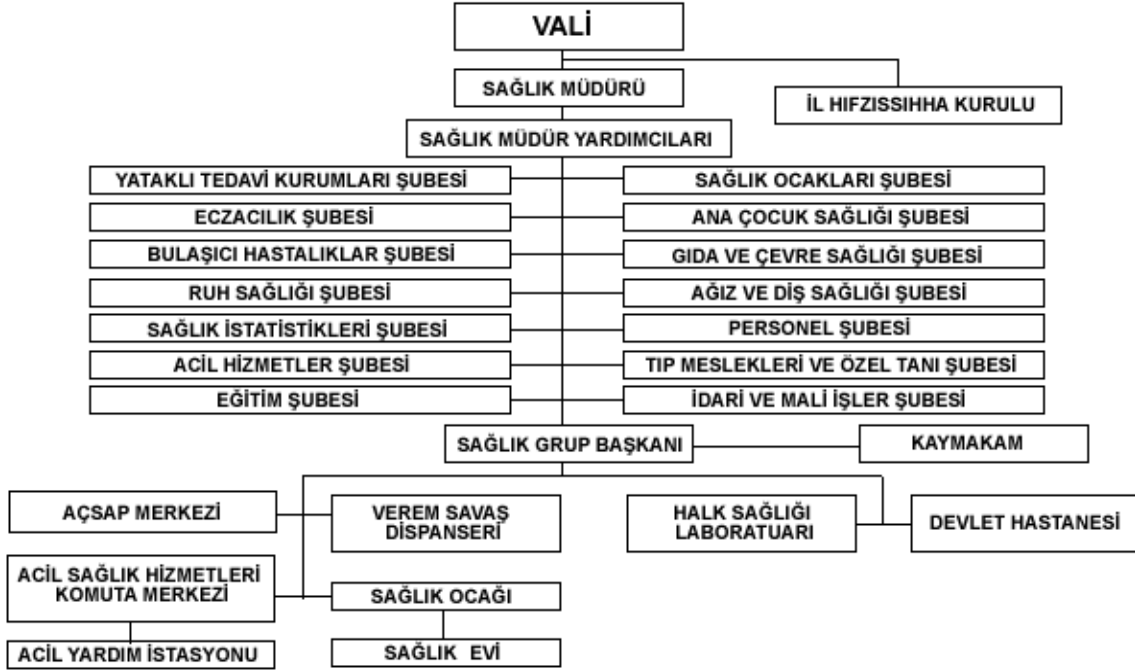 VALİ
SAĞLIK MÜDÜRÜ
İL HIFZISSIHHA KURULU
SAĞLIK MÜDÜR YARDIMCILARI
YATAKLI TEDAVİ KURUMLARI ŞUBESİ
SAĞLIK OCAKLARI ŞUBESİ
ECZACILIK ŞUBESİ
ANA ÇOCUK SAĞLIĞI ŞUBESİ
BULAŞICI HASTALIKLAR ŞUBESİ
GIDA VE ÇEVRE SAĞLIĞI ŞUBESİ
RUH SAĞLIĞI ŞUBESİ
AĞIZ VE DİŞ SAĞLIĞI ŞUBESİ
SAĞLIK İSTATİSTİKLERİ ŞUBESİ
PERSONEL ŞUBESİ
ACİL HİZMETLER ŞUBESİ
TIP MESLEKLERİ VE ÖZEL TANI ŞUBESİ
EĞİTİM ŞUBESİ
İDARİ VE MALİ İŞLER ŞUBESİ
SAĞLIK GRUP BAŞKANI
KAYMAKAM
AÇSAP MERKEZİ
VEREM SAVAŞ
DİSPANSERİ
HALK SAĞLIĞI
LABORATUARI
DEVLET HASTANESİ
ACİL SAĞLIK HİZMETLERİ
KOMUTA MERKEZİ
SAĞLIK OCAĞI
ACİL YARDIM İSTASYONU
SAĞLIK EVİ